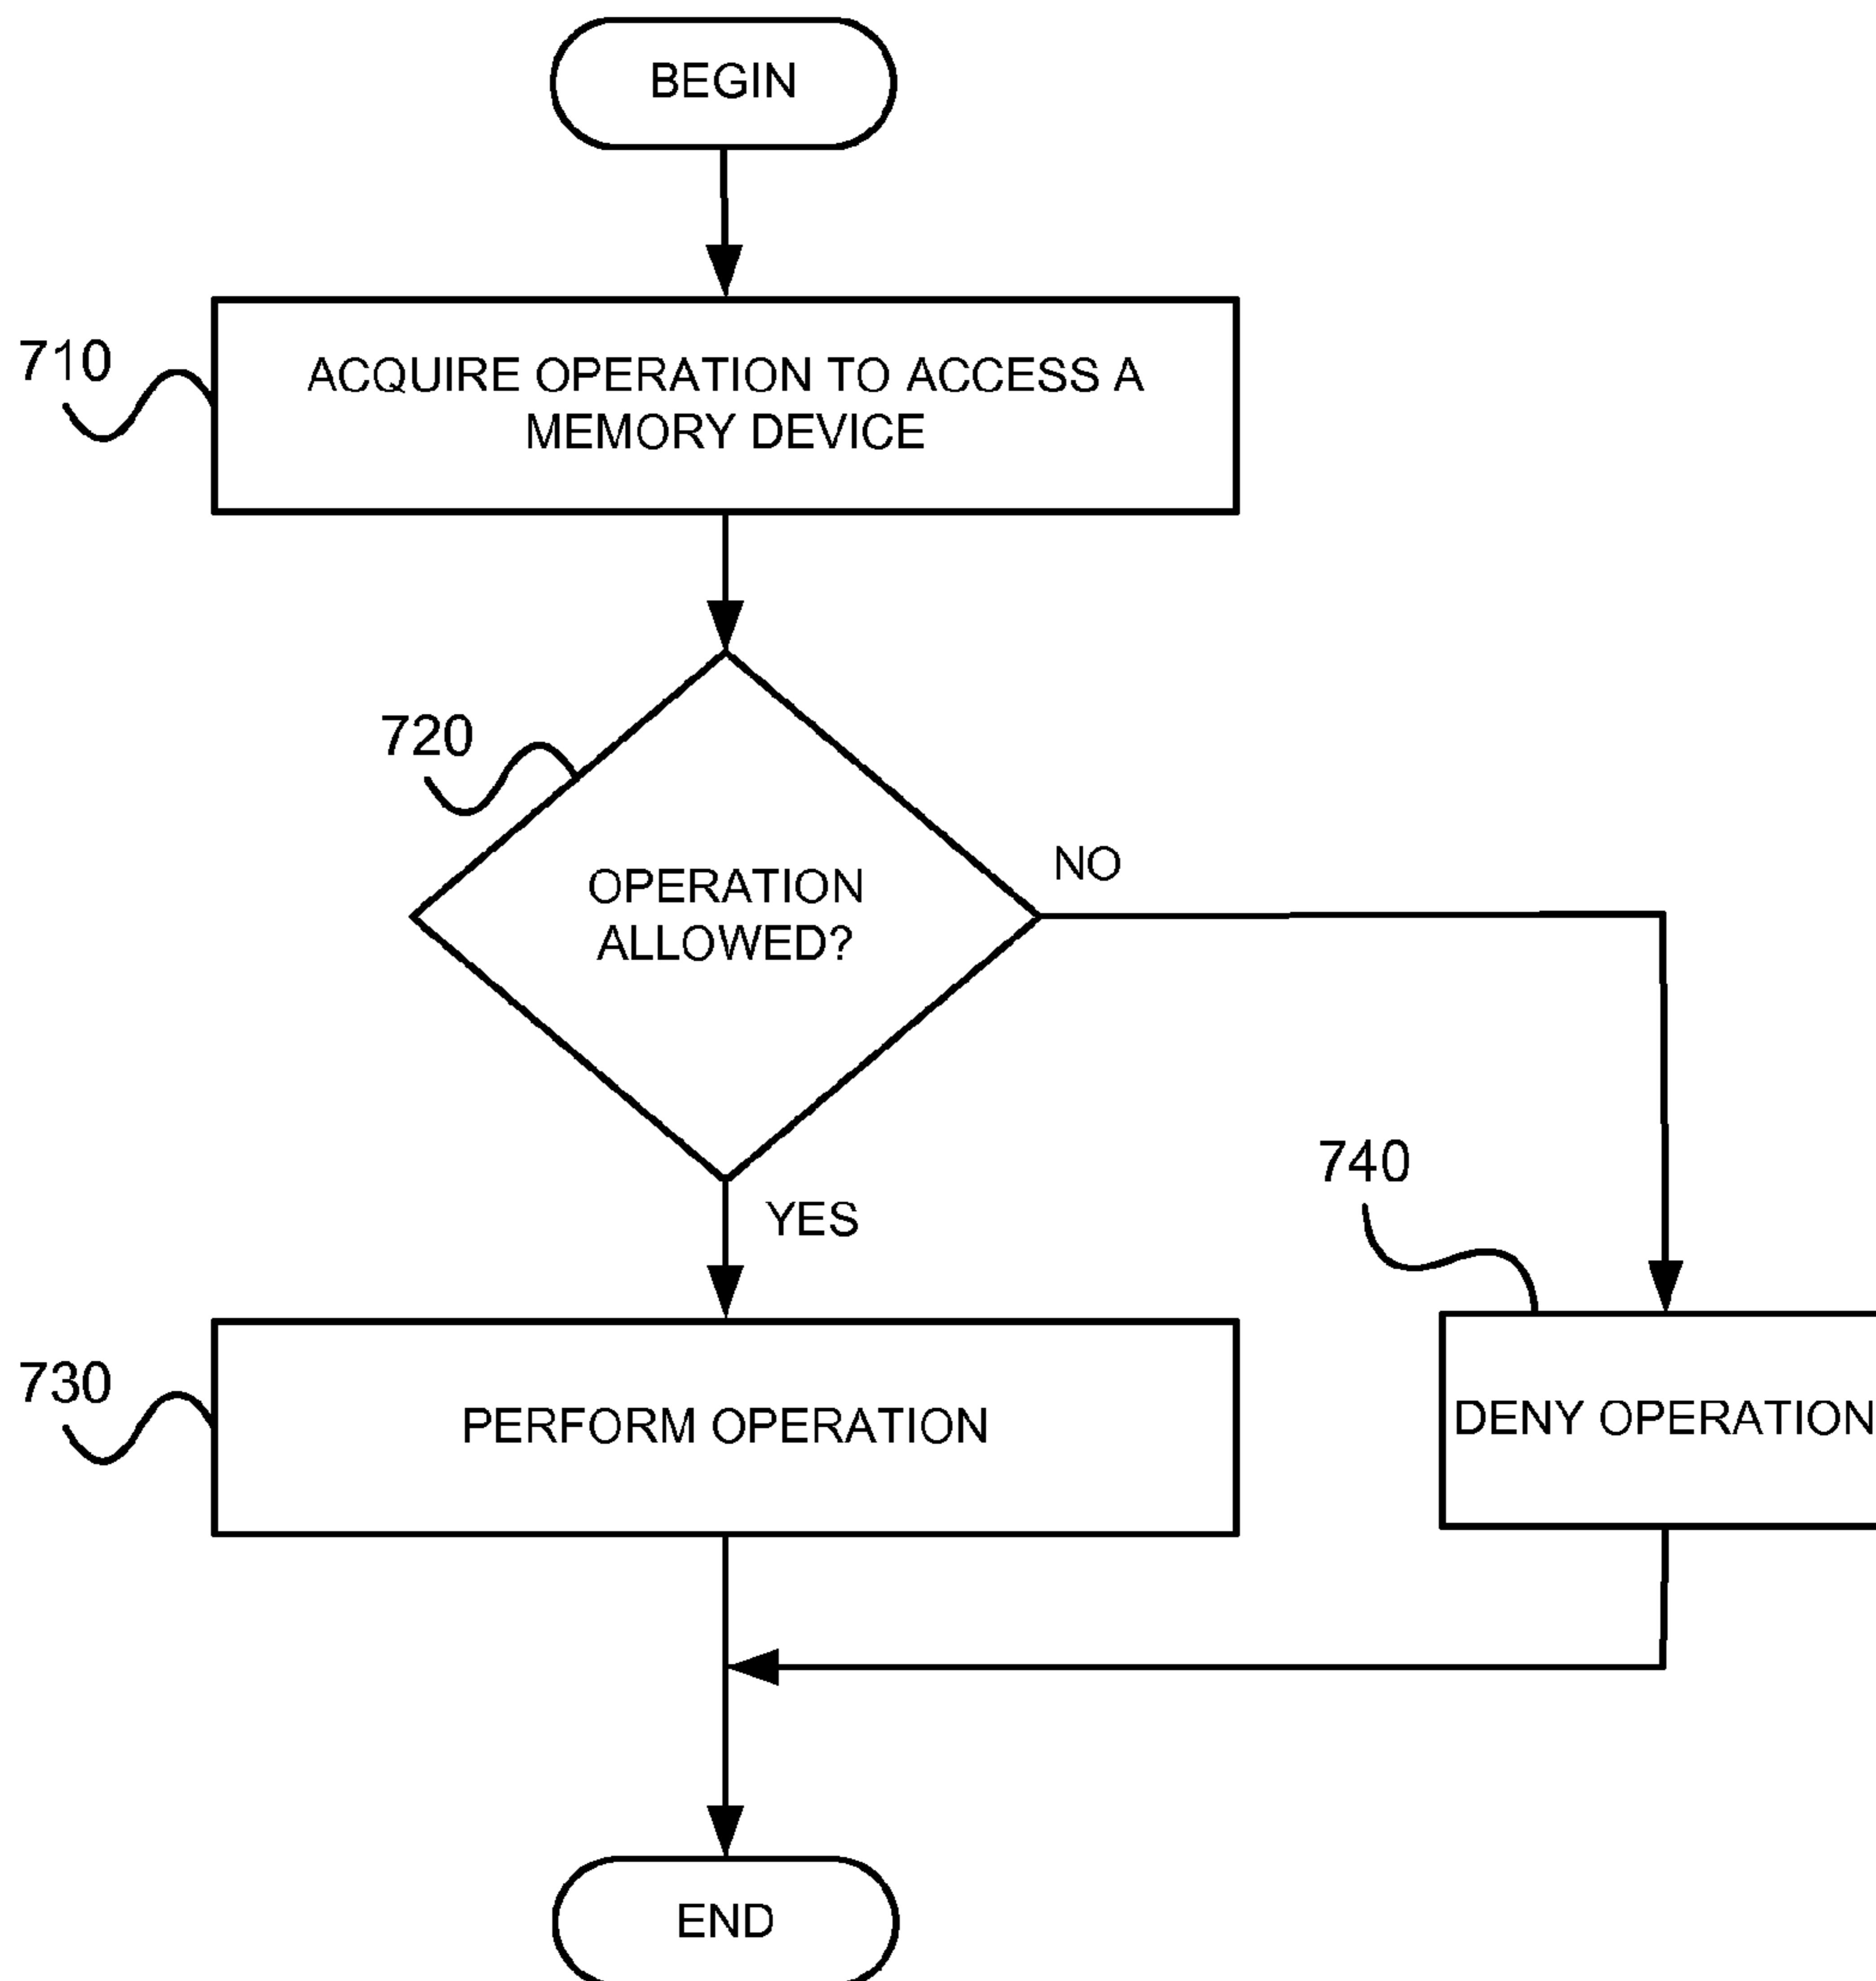 BEGIN
710
ACQUIRE OPERATION TO ACCESS A
MEMORY DEVICE
720
OPERATION
ALLOWED?
NO
YES
740
730
PERFORM OPERATION
DENY OPERATION
END